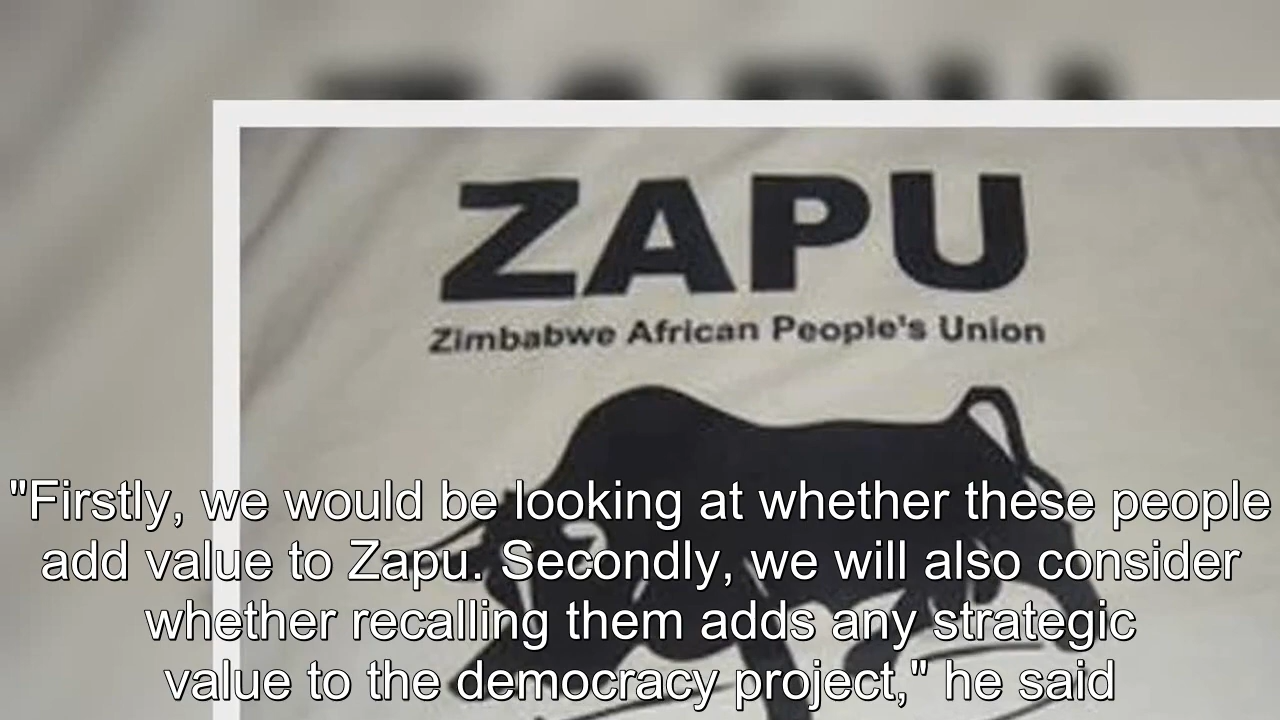 ZAPU
Zimbabwe African People's Union
"Firstly, we would be looking at whether these people
add value to Zapu. Secondly, we will also consider
whether recalling them adds any strategic
value to the democracy project," he said